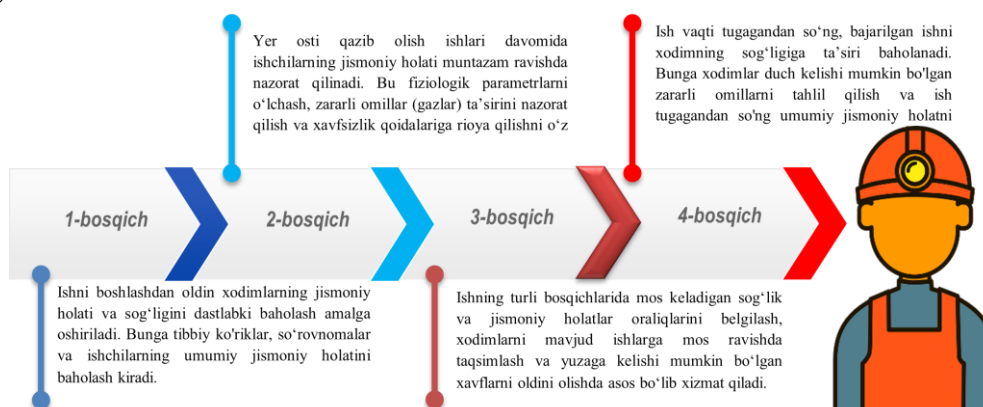 Yer osti qazib olish ishlari davomida
ishchilarning jismoniy holati muntazam ravishda
nazorat qilinadi. Bu fiziologik parametrlarni
o‘lchash, zararli omillar (gazlar) ta’sirini nazorat
qilish va xavfsizlik qoidalariga rioya qilishni o‘z
Ish vaqti tugagandan so‘ng, bajarilgan ishni
xodimning sog‘ligiga ta’siri baholanadi.
Bunga xodimlar duch kelishi mumkin bo'lgan
zararli omillarni tahlil qilish va ish
tugagandan so'ng umumiy jismoniy holatni
1-bosqich
2-bosqich
3-bosqich
4-bosqich
Ishni boshlashdan oldin xodimlarning jismoniy
holati va sog‘ligini dastlabki baholash amalga
oshiriladi. Bunga tibbiy ko'riklar, so‘rovnomalar
va ishchilarning umumiy jismoniy holatini
baholash kiradi.
Ishning turli bosqichlarida mos keladigan sog‘lik
va jismoniy holatlar oraliqlarini belgilash,
xodimlarni mavjud ishlarga mos ravishda
taqsimlash va yuzaga kelishi mumkin bo‘lgan
xavflarni oldini olishda asos bo‘lib xizmat qiladi.